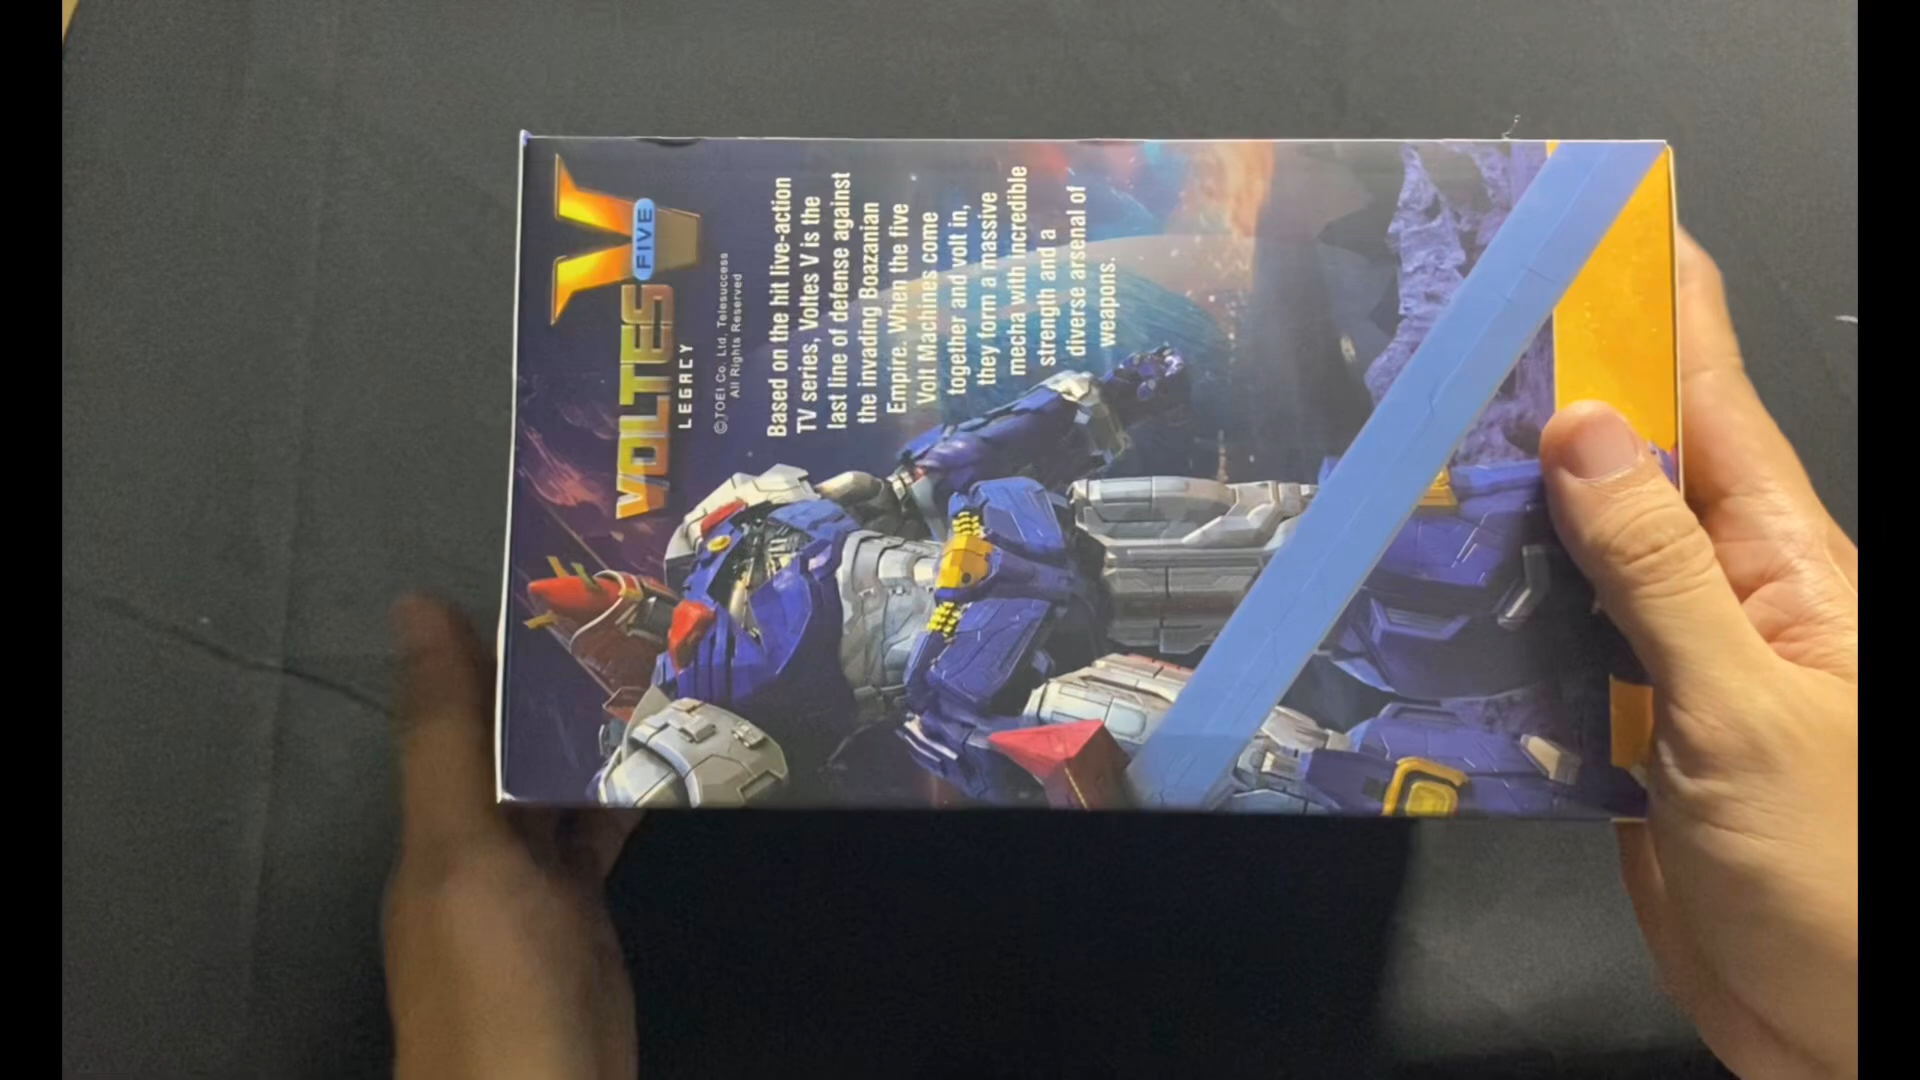 V
FIVE
VOLTES
LEGACY
©TOEI Co. Ltd, Telesuccess
All Rights Reserved
Based on the hit live-action
TV series, Voltes V is the
last line of defense against
the invading Boazanian
Empire. When the five
Volt Machines come
together and volt in,
they form a massive
mecha with incredible
strength and a
diverse arsenal of
weapons.